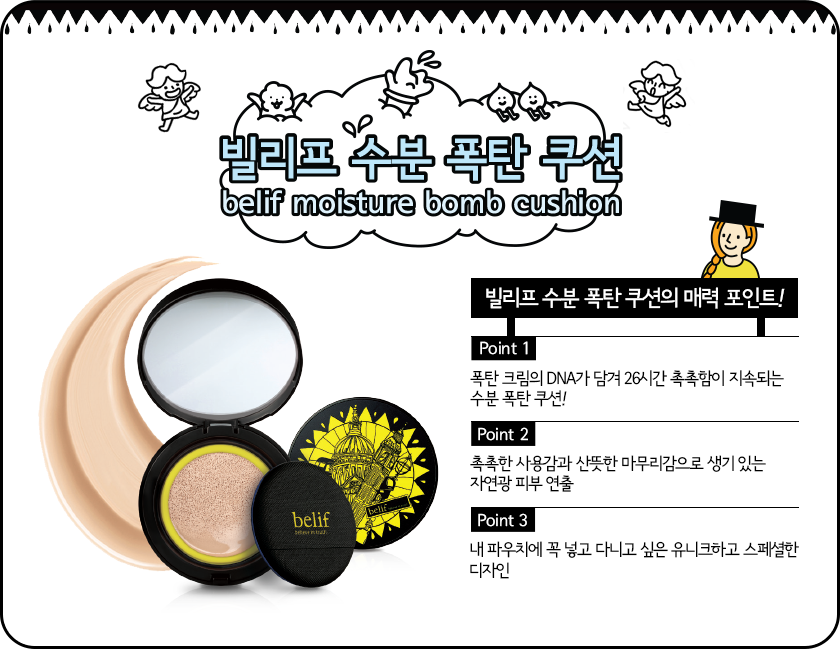 빌리프 수분 폭탄 쿠션
belif moisture bomb cushion
빌리프 수분 폭탄 쿠션의 매력 포인트!
Point 1
폭탄 크림의 DNA가 담겨 26시간 촉촉함이 지속되는
수분 폭탄 쿠션!
Point 2
촉촉한 사용감과 산뜻한 마무리감으로 생기 있는
자연광 피부 연출
Point 3
내 파우치에 꼭 넣고 다니고 싶은 유니크하고 스페셜한
디자인
belif
believe in truth
belif